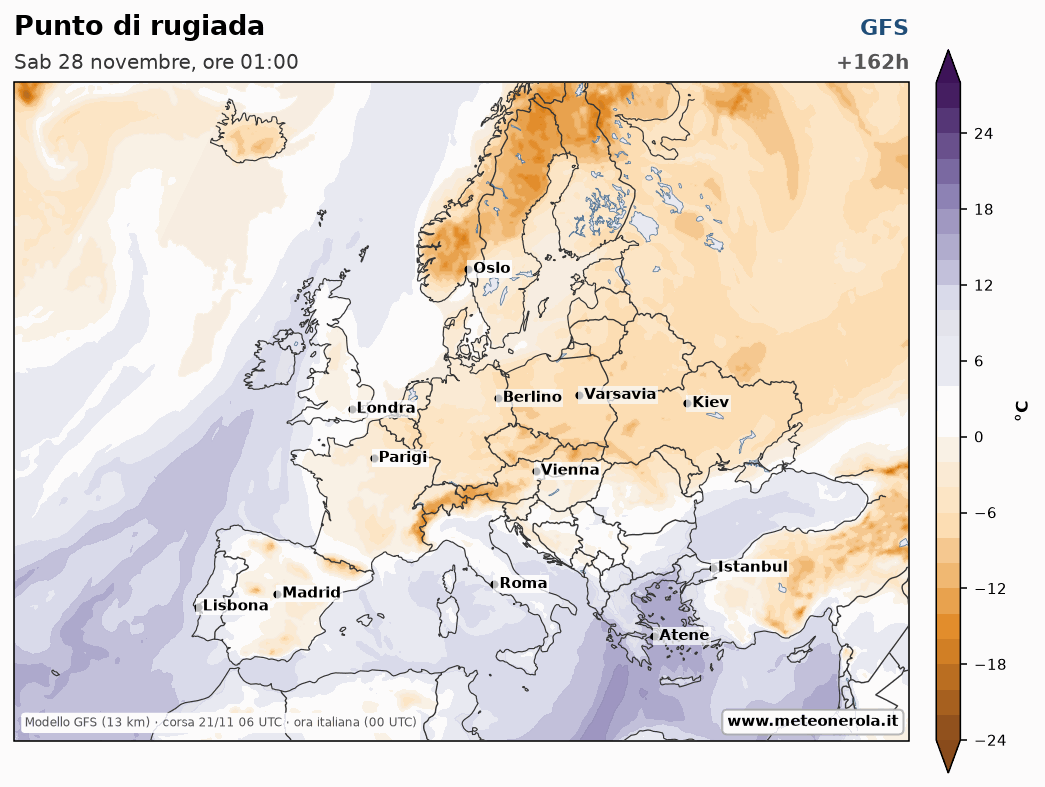 Punto di rugiada
GFS
Sab 28 novembre, ore 01:00
+162h
Oslo
Berlino
Varsavia
Kiev
Londra
Parigi
Vienna
Istanbul
Roma
Madrid
Lisbona
Atene
Modello GFS (13 km) · corsa 21/11 06 UTC · ora italiana (00 UTC)
www.meteonerola.it
24
18
12
6
0
−6
−12
−18
−24
°C